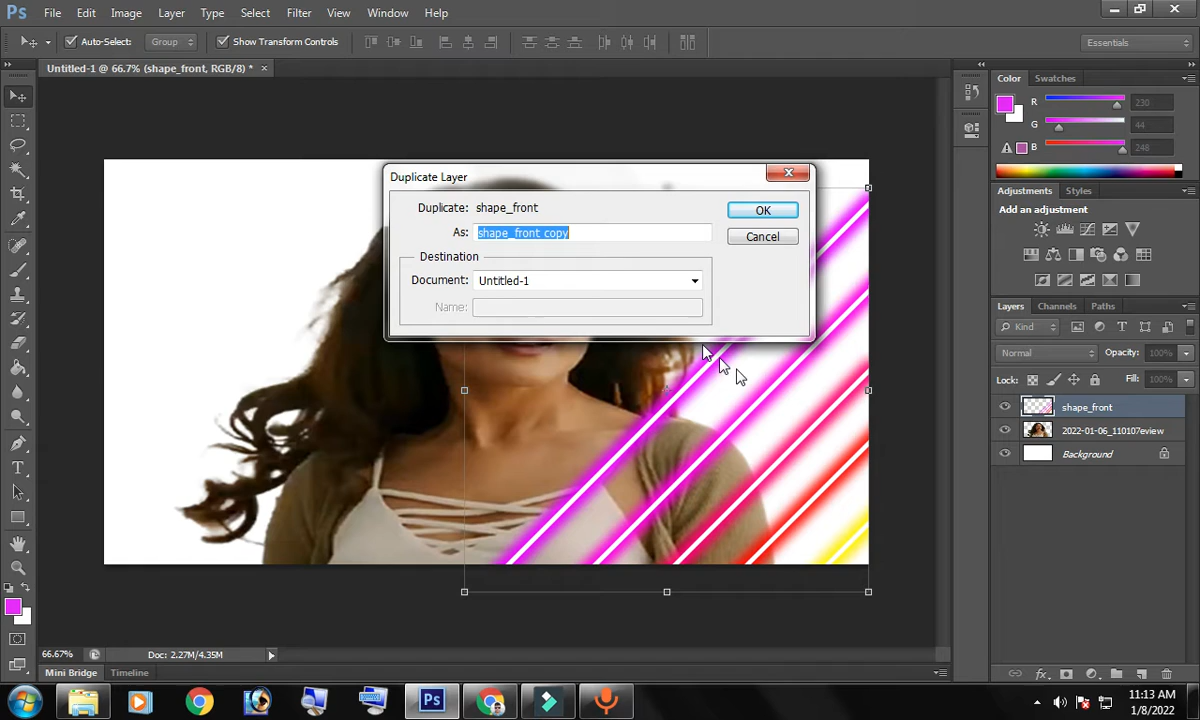 Ps File Edit Image Layer Type Select Filter View Window Help
Auto-Select: Group Show Transform Controls Essentials
Untitled-1 @ 66.7% (shape_front, RGB/8) * ×
Color Swatches
R 230
G 44
B 248
Duplicate Layer
Duplicate: shape_front
OK
As: shape_front copy
Cancel
Destination
Document: Untitled-1
Name:
Adjustments Styles
Add an adjustment
Layers Channels Paths
Kind
Normal Opacity: 100%
Lock: Fill: 100%
shape_front
2022-01-06_110107eview
Background
66.67% Doc: 2.27M/4.35M
Mini Bridge Timeline
Ps
11:13 AM
1/8/2022